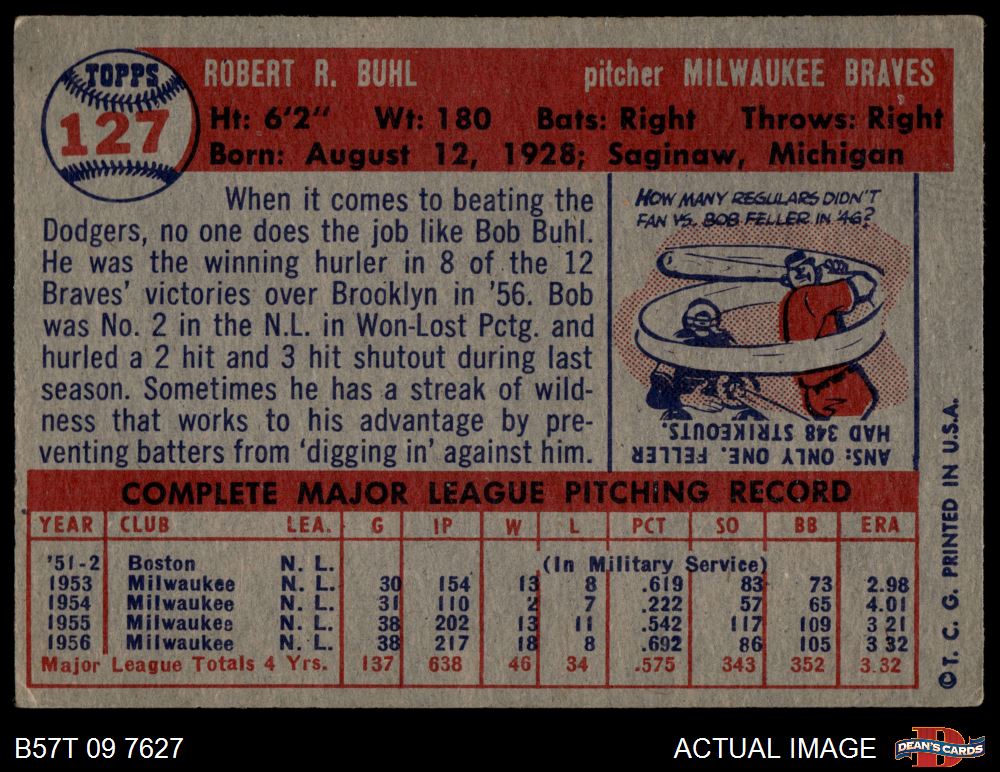 TOPPS
127
ROBERT R. BUHL pitcher MILWAUKEE BRAVES
Ht: 6'2" Wt: 180 Bats: Right Throws: Right
Born: August 12, 1928; Saginaw, Michigan
When it comes to beating the
Dodgers, no one does the job like Bob Buhl.
He was the winning hurler in 8 of the 12
Braves' victories over Brooklyn in '56. Bob
was No. 2 in the N.L. in Won-Lost Pctg. and
hurled a 2 hit and 3 hit shutout during last
season. Sometimes he has a streak of wild-
ness that works to his advantage by pre-
venting batters from 'digging in' against him.
HOW MANY REGULARS DIDN'T
FAN VS. BOB FELLER IN '46?
ANS: ONLY ONE. FELLER
HAD 348 STRIKEOUTS.
COMPLETE MAJOR LEAGUE PITCHING RECORD
YEAR CLUB LEA. G IP W L PCT SO BB ERA
'51-2 Boston N. L. (In Military Service)
1953 Milwaukee N. L. 30 154 13 8 .619 83 73 2.98
1954 Milwaukee N. L. 31 110 2 7 .222 57 65 4.01
1955 Milwaukee N. L. 38 202 13 11 .542 117 109 3 21
1956 Milwaukee N. L. 38 217 18 8 .692 86 105 3 32
Major League Totals 4 Yrs. 137 638 46 34 .575 343 352 3.32
© T. C. G. PRINTED IN U.S.A.
B57T 09 7627
ACTUAL IMAGE
DEAN'S CARDS